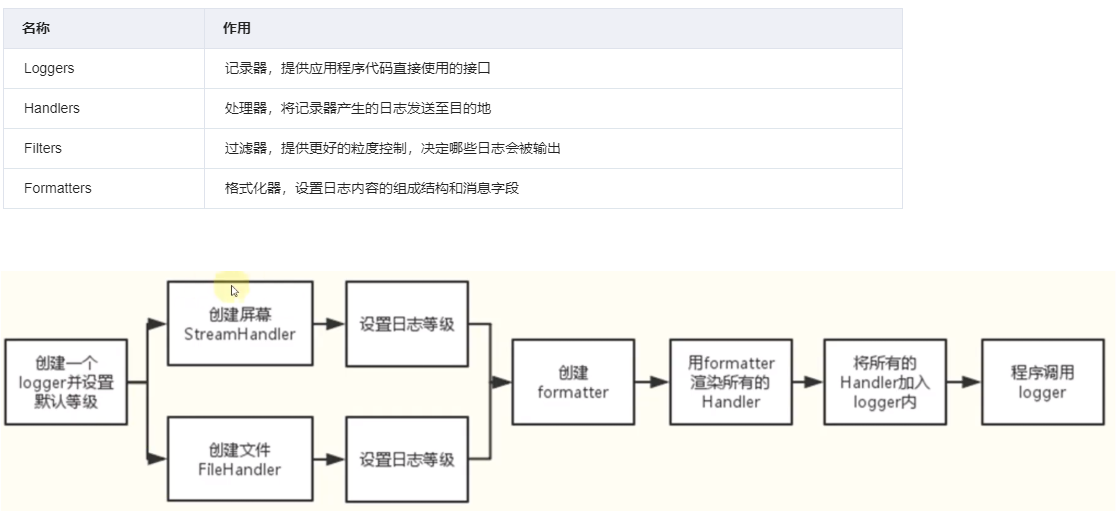 名称 作用
Loggers 记录器，提供应用程序代码直接使用的接口
Handlers 处理器，将记录器产生的日志发送至目的地
Filters 过滤器，提供更好的粒度控制，决定哪些日志会被输出
Formatters 格式化器，设置日志内容的组成结构和消息字段
创建一个
logger并设置
默认等级
创建屏幕
StreamHandler
设置日志等级
创建文件
FileHandler
设置日志等级
创建
formatter
用formatter
渲染所有的
Handler
将所有的
Handler加入
logger内
程序调用
logger